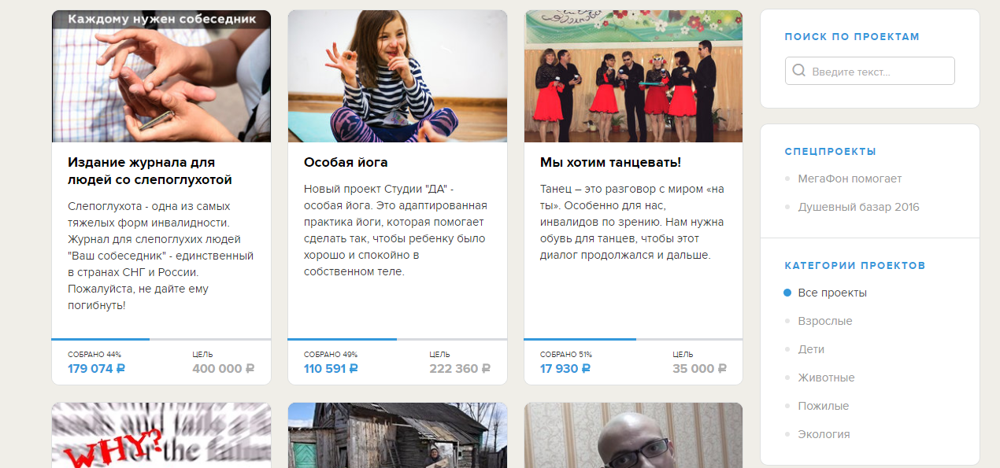 Каждому нужен собеседник
Издание журнала для
людей со слепоглухотой
Слепоглухота - одна из самых
тяжелых форм инвалидности.
Журнал для слепоглухих людей
"Ваш собеседник" - единственный
в странах СНГ и России.
Пожалуйста, не дайте ему
погибнуть!
СОБРАНО 44%
ЦЕЛЬ
179 074 ₽
400 000 ₽
Особая йога
Новый проект Студии "ДА" -
особая йога. Это адаптированная
практика йоги, которая помогает
сделать так, чтобы ребенку было
хорошо и спокойно в
собственном теле.
СОБРАНО 49%
ЦЕЛЬ
110 591 ₽
222 360 ₽
Мы хотим танцевать!
Танец – это разговор с миром «на
ты». Особенно для нас,
инвалидов по зрению. Нам нужна
обувь для танцев, чтобы этот
диалог продолжался и дальше.
СОБРАНО 51%
ЦЕЛЬ
17 930 ₽
35 000 ₽
WHY?
for the
ПОИСК ПО ПРОЕКТАМ
Введите текст...
СПЕЦПРОЕКТЫ
МегаФон помогает
Душевный базар 2016
КАТЕГОРИИ ПРОЕКТОВ
Все проекты
Взрослые
Дети
Животные
Пожилые
Экология